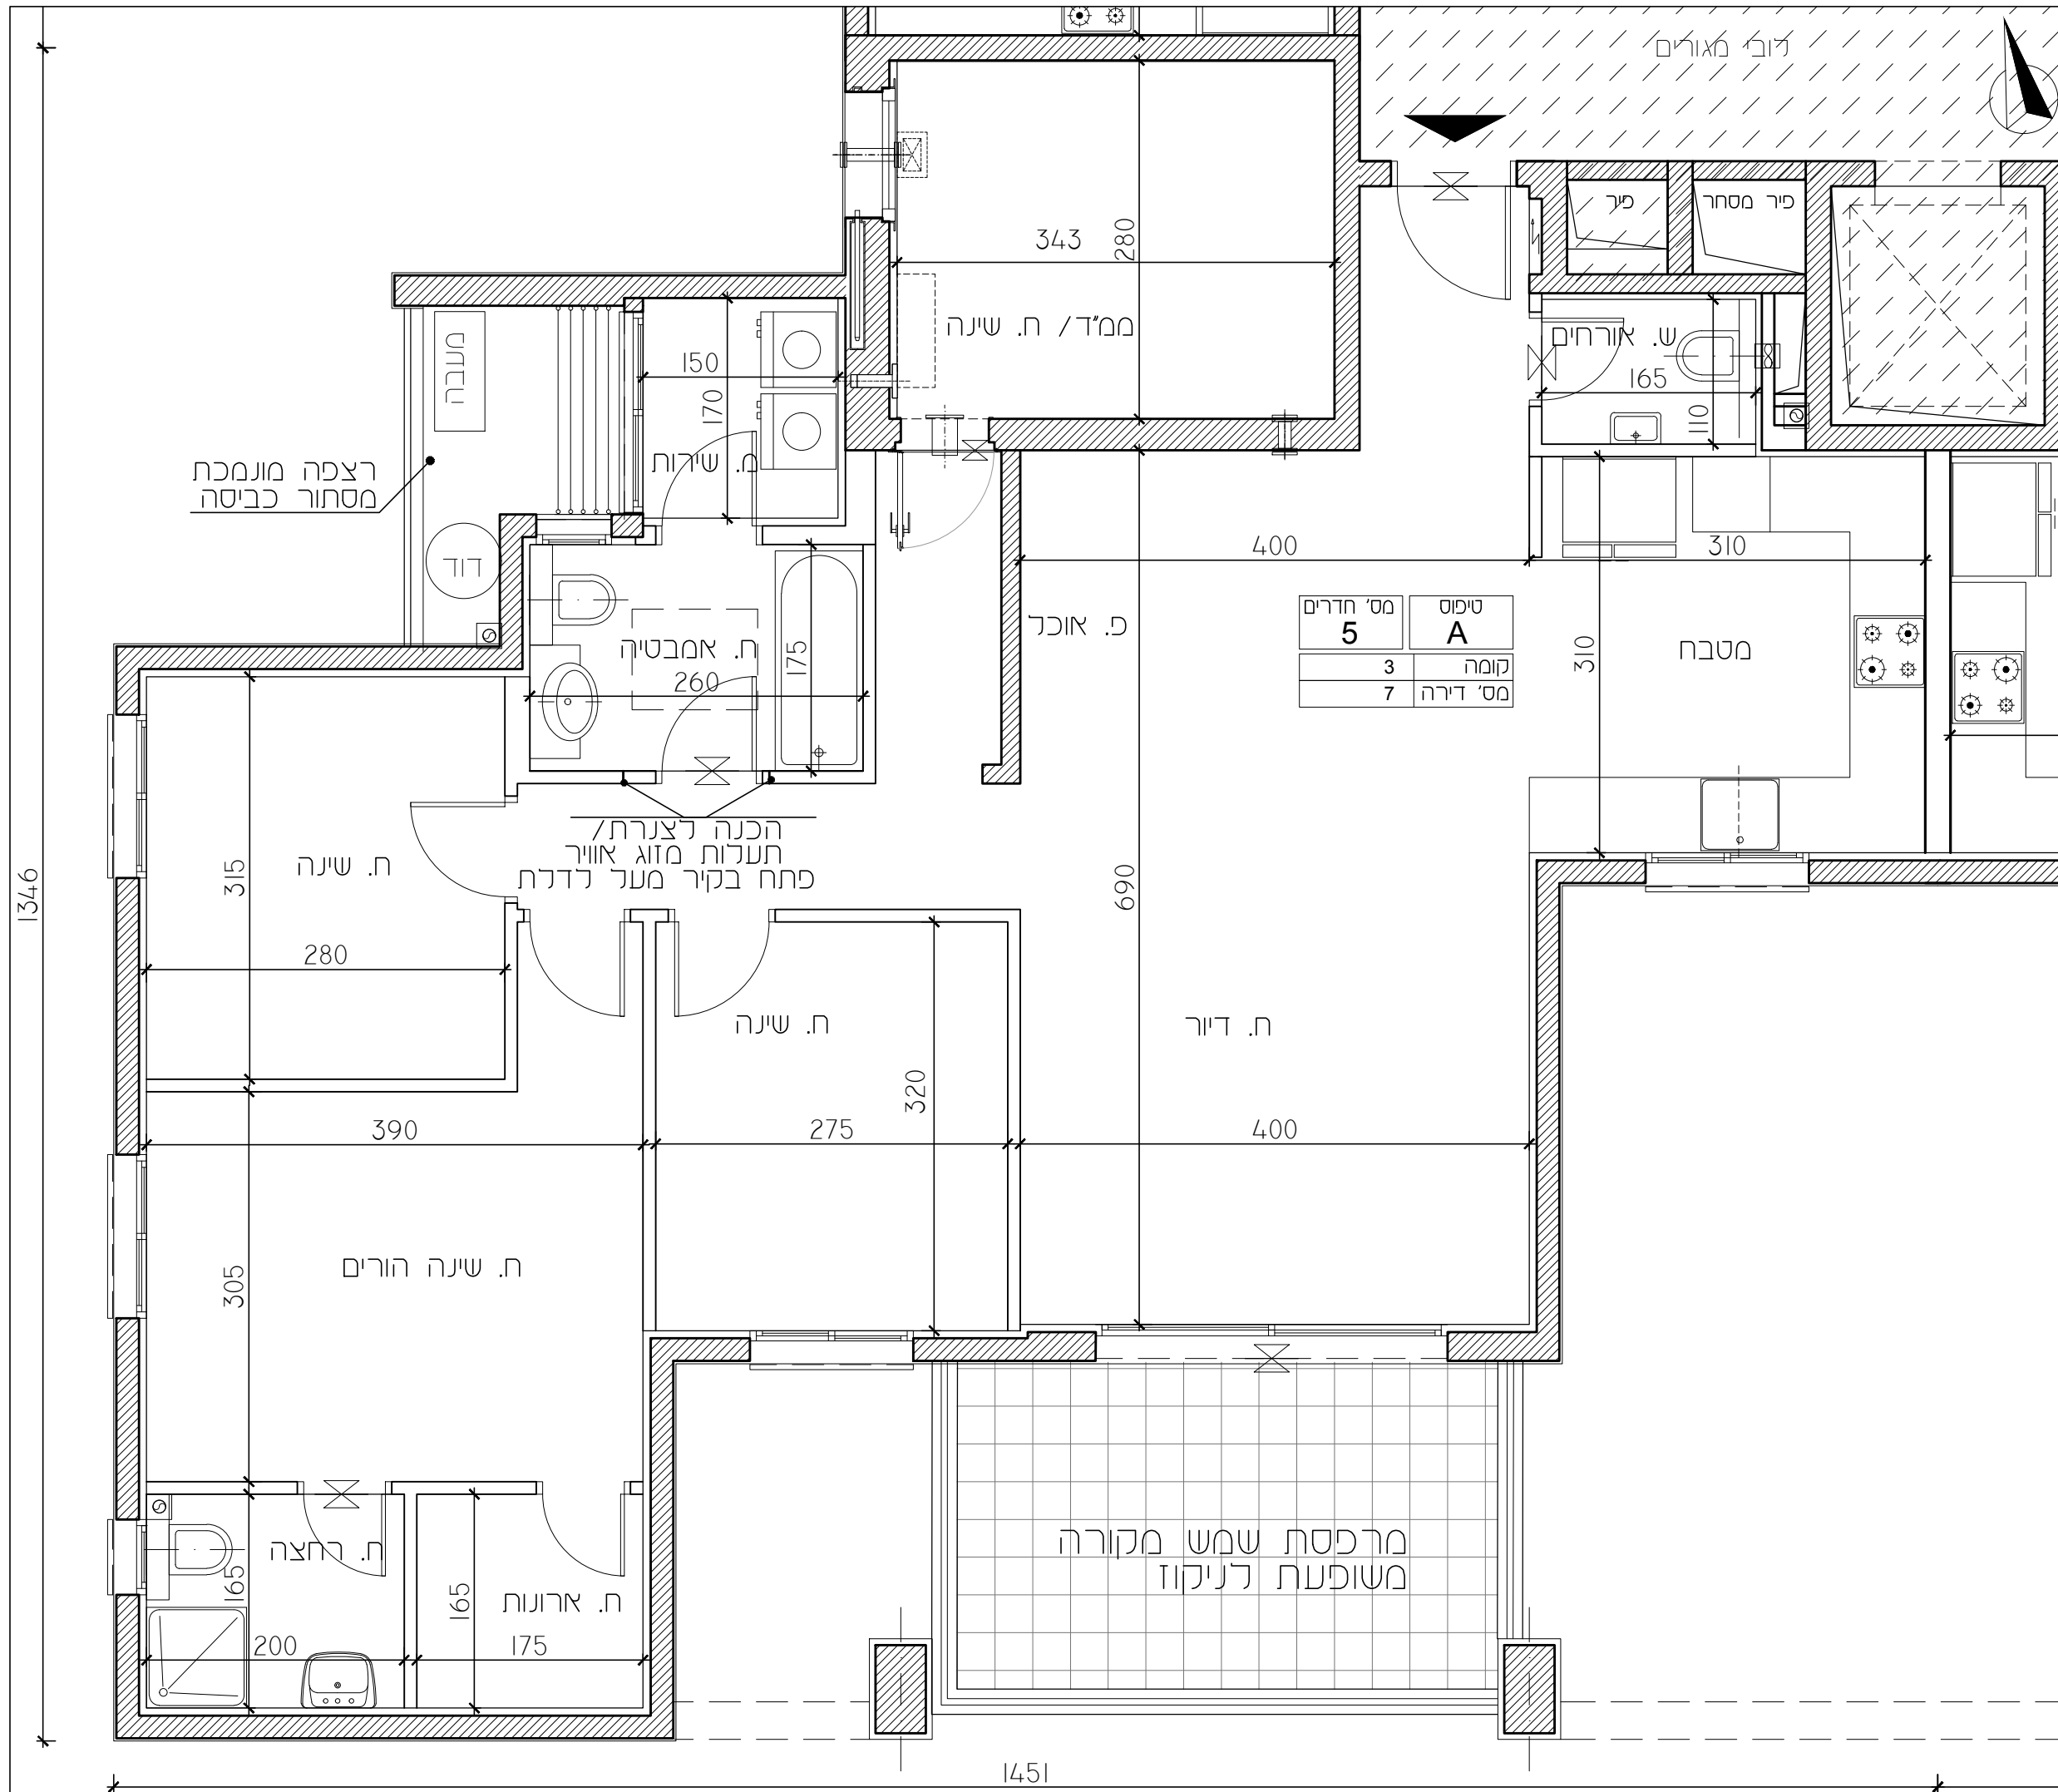 לובי מגורים
פיר
פיר מסחר
343
280
ממ"ד/ ח. שינה
ש. אורחים
165
110
מעבה
150
170
מ. שירות
רצפה מונמכת
מסתור כביסה
דוד
ח. אמבטיה
175
260
400
310
פ. אוכל
טיפוס
A
מס' חדרים
5
קומה 3
מס' דירה 7
310
מטבח
הכנה לצנרת/
תעלות מזוג אוויר
פתח בקיר מעל לדלת
ח. שינה
315
280
690
1346
ח. שינה
320
ח. דיור
390
275
400
305
ח. שינה הורים
ח. רחצה
165
200
ח. ארונות
165
175
מרפסת שמש מקורה
משופעת לניקוז
1451